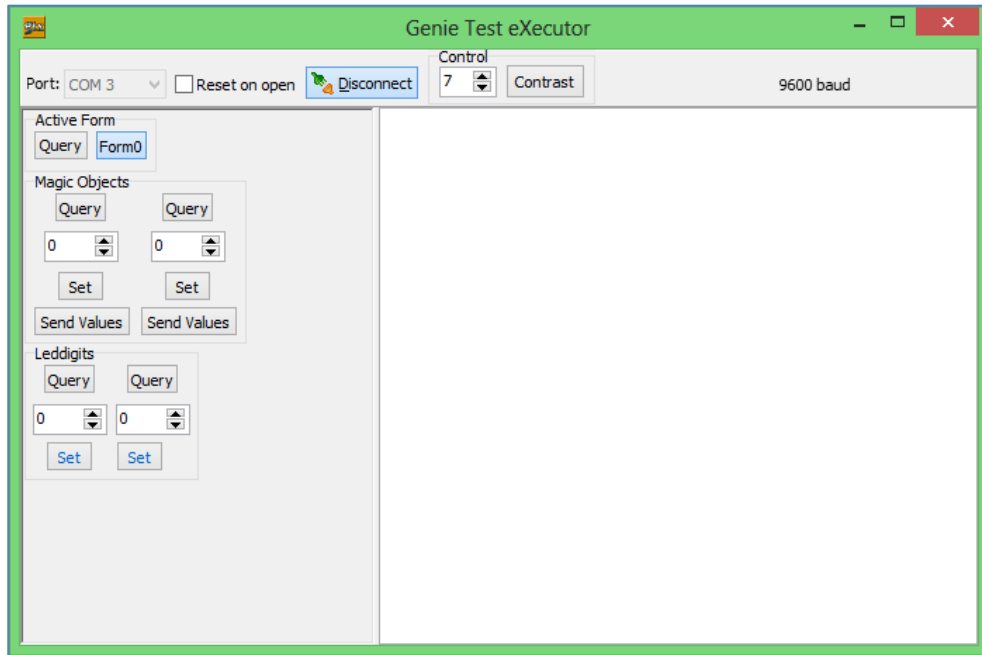 Genie Test eXecutor
Port: COM 3 Reset on open Disconnect Control 7 Contrast 9600 baud
Active Form
Query Form0
Magic Objects
Query Query
0 0
Set Set
Send Values Send Values
Leddigits
Query Query
0 0
Set Set